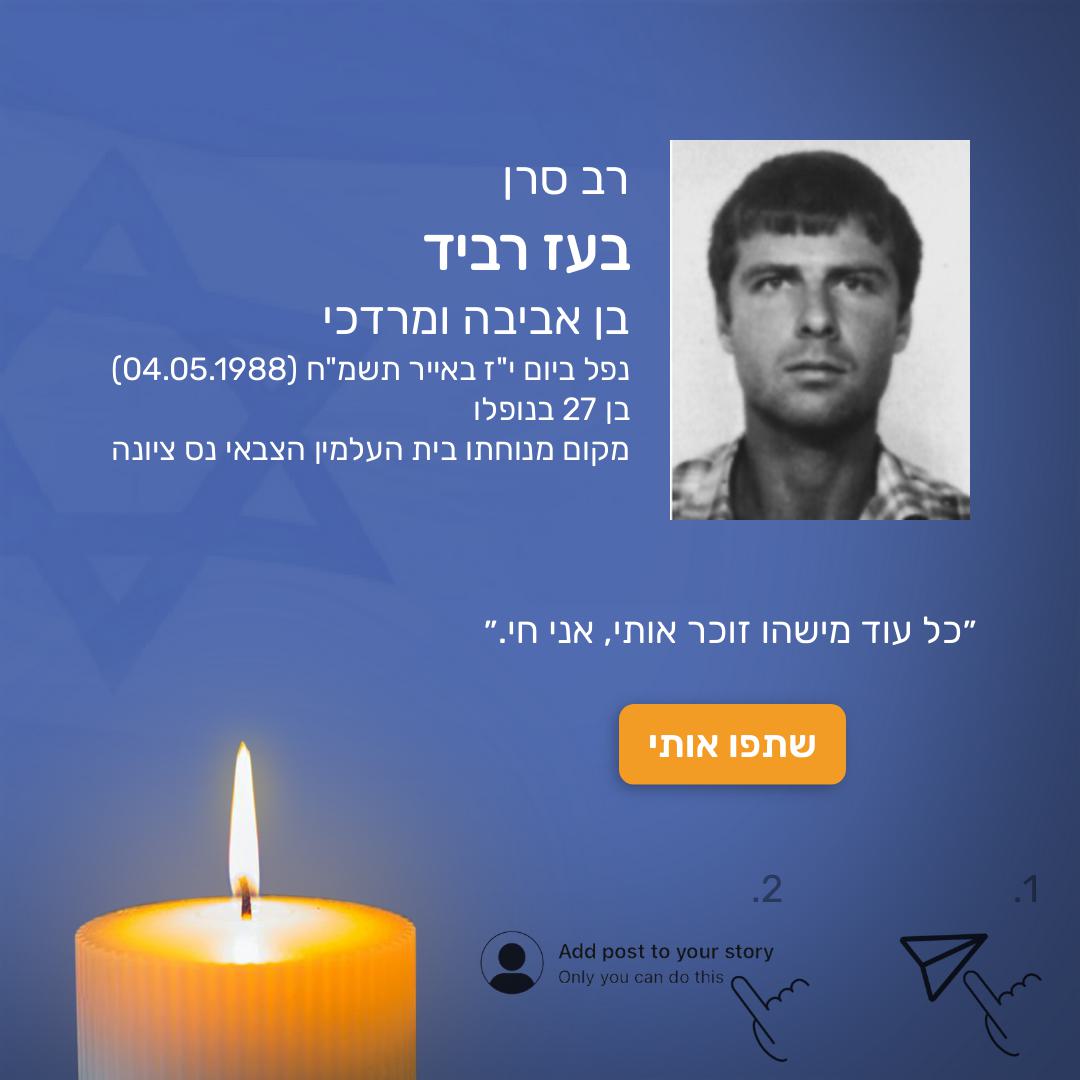 רב סרן
בעז רביד
בן אביבה ומרדכי
נפל ביום י"ז באייר תשמ"ח (04.05.1988)
בן 27 בנופלו
מקום מנוחתו בית העלמין הצבאי נס ציונה
״כל עוד מישהו זוכר אותי, אני חי.״
שתפו אותי
1.
2.
Add post to your story
Only you can do this